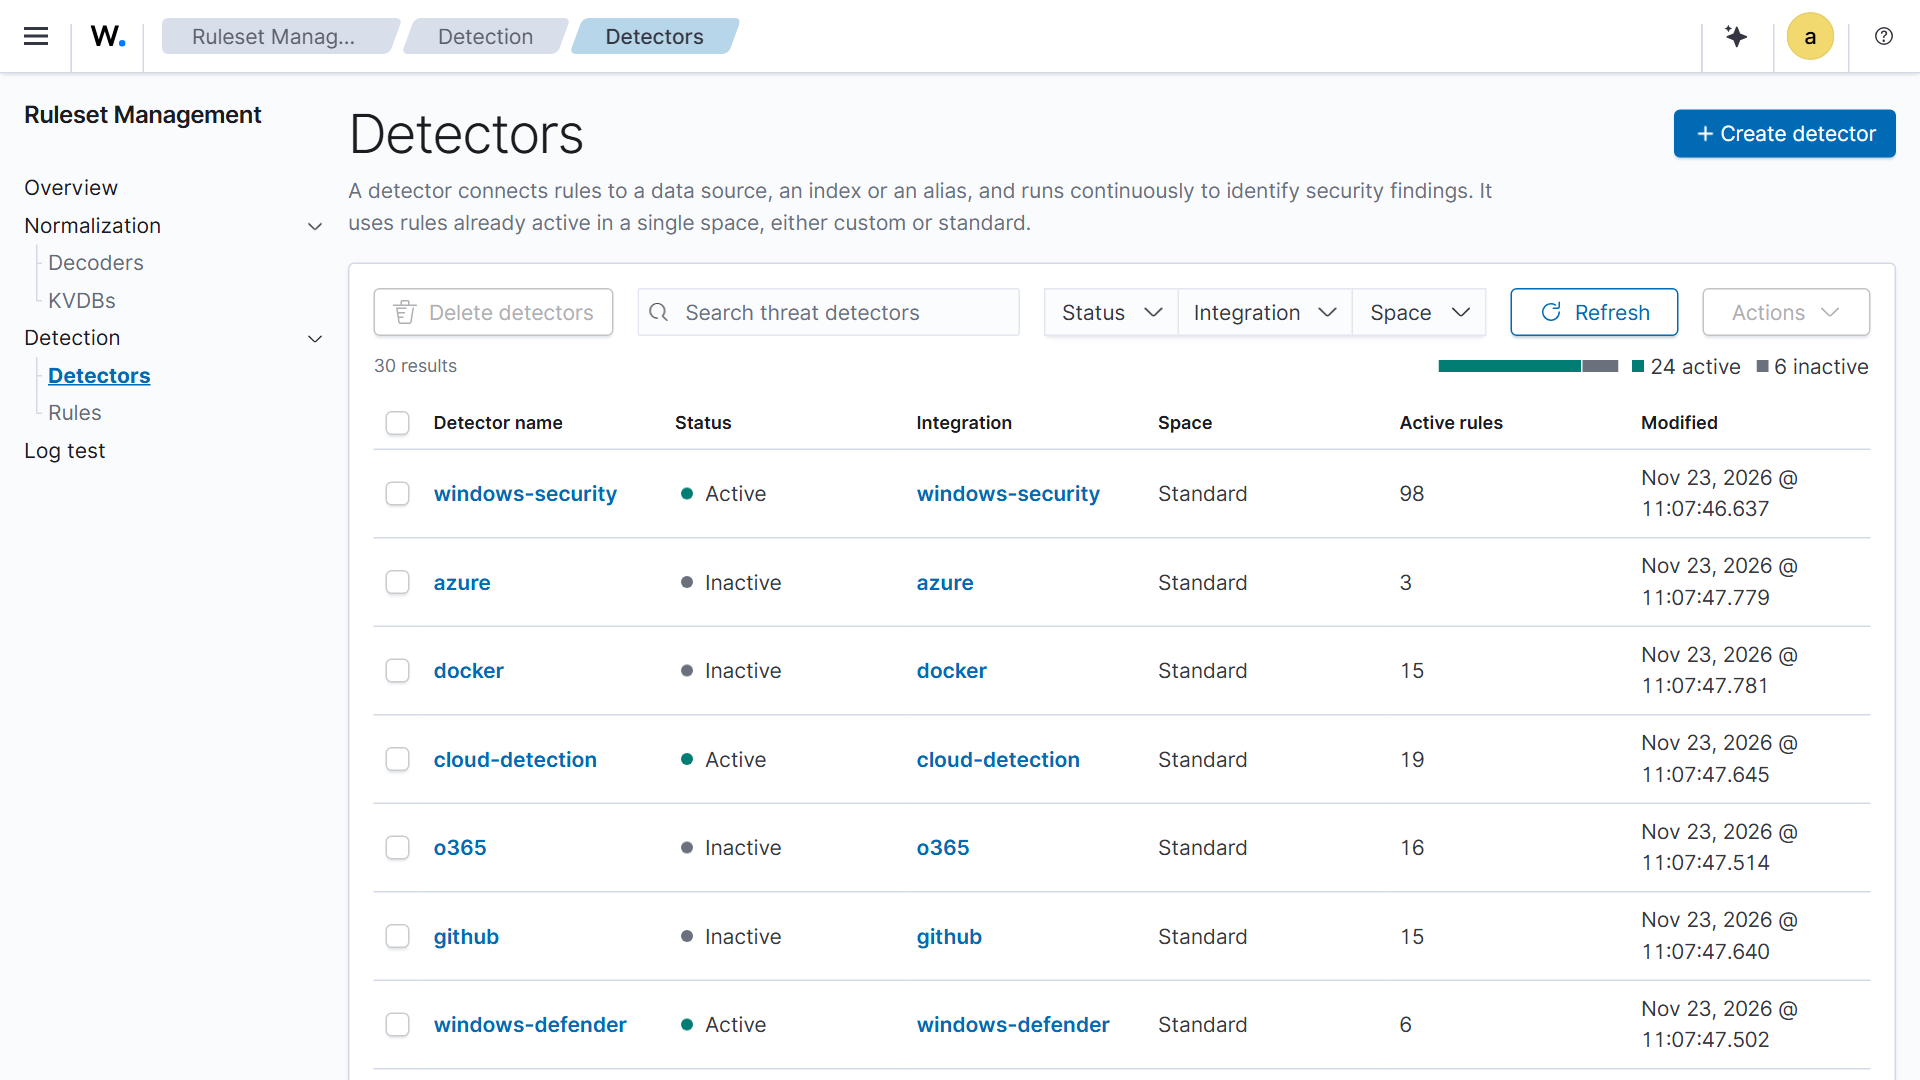 W.
Ruleset Manag...
Detection
Detectors
a
Ruleset Management
Overview
Normalization
Decoders
KVDBs
Detection
Detectors
Rules
Log test
Detectors
+ Create detector
A detector connects rules to a data source, an index or an alias, and runs continuously to identify security findings. It
uses rules already active in a single space, either custom or standard.
Delete detectors
Search threat detectors
Status
Integration
Space
Refresh
Actions
30 results
24 active
6 inactive
Detector name Status Integration Space Active rules Modified
windows-security Active windows-security Standard 98 Nov 23, 2026 @
11:07:46.637
azure Inactive azure Standard 3 Nov 23, 2026 @
11:07:47.779
docker Inactive docker Standard 15 Nov 23, 2026 @
11:07:47.781
cloud-detection Active cloud-detection Standard 19 Nov 23, 2026 @
11:07:47.645
o365 Inactive o365 Standard 16 Nov 23, 2026 @
11:07:47.514
github Inactive github Standard 15 Nov 23, 2026 @
11:07:47.640
windows-defender Active windows-defender Standard 6 Nov 23, 2026 @
11:07:47.502